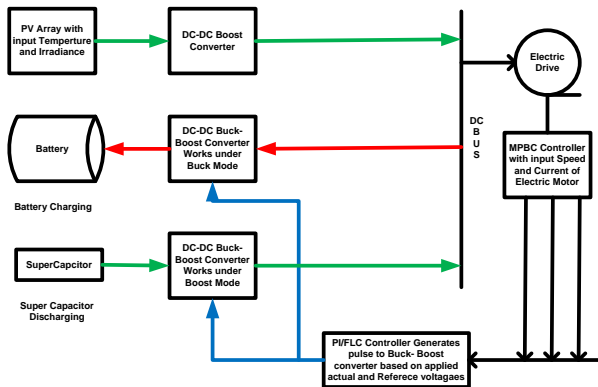 PV Array with
input Temperture
and Irradiance
DC-DC Boost
Converter
Electric
Drive
DC
B
U
S
Battery
DC-DC Buck-
Boost Converter
Works under
Buck Mode
MPBC Controller
with input Speed
and Current of
Electric Motor
Battery Charging
SuperCapcitor
DC-DC Buck-
Boost Converter
Works under
Boost Mode
Super Capacitor
Discharging
PI/FLC Controller Generates
pulse to Buck- Boost
converter based on applied
actual and Referece voltagaes